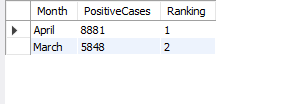 Month PositiveCases Ranking
April 8881 1
March 5848 2